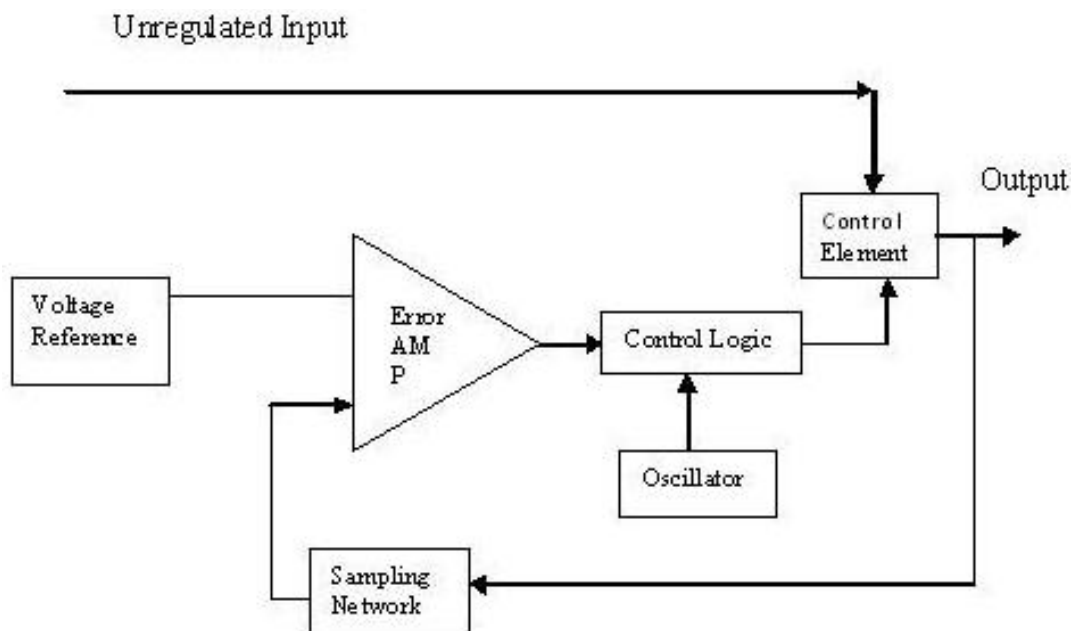 Unregulated Input
Output
Control
Element
Voltage
Reference
Error
AM
P
Control Logic
Oscillator
Sampling
Network